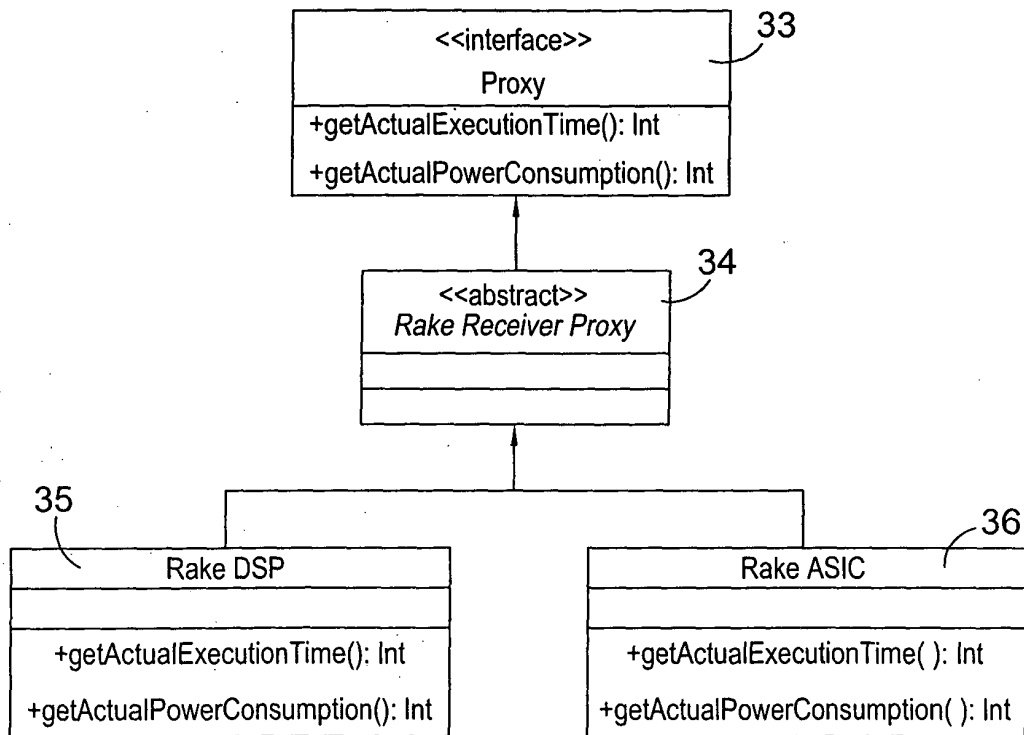 <<interface>>
33
Proxy
+getActualExecutionTime(): Int
+getActualPowerConsumption(): Int
<<abstract>>
34
Rake Receiver Proxy
35
36
Rake DSP
Rake ASIC
+getActualExecutionTime(): Int
+getActualPowerConsumption(): Int
+getActualExecutionTime( ): Int
+getActualPowerConsumption( ): Int